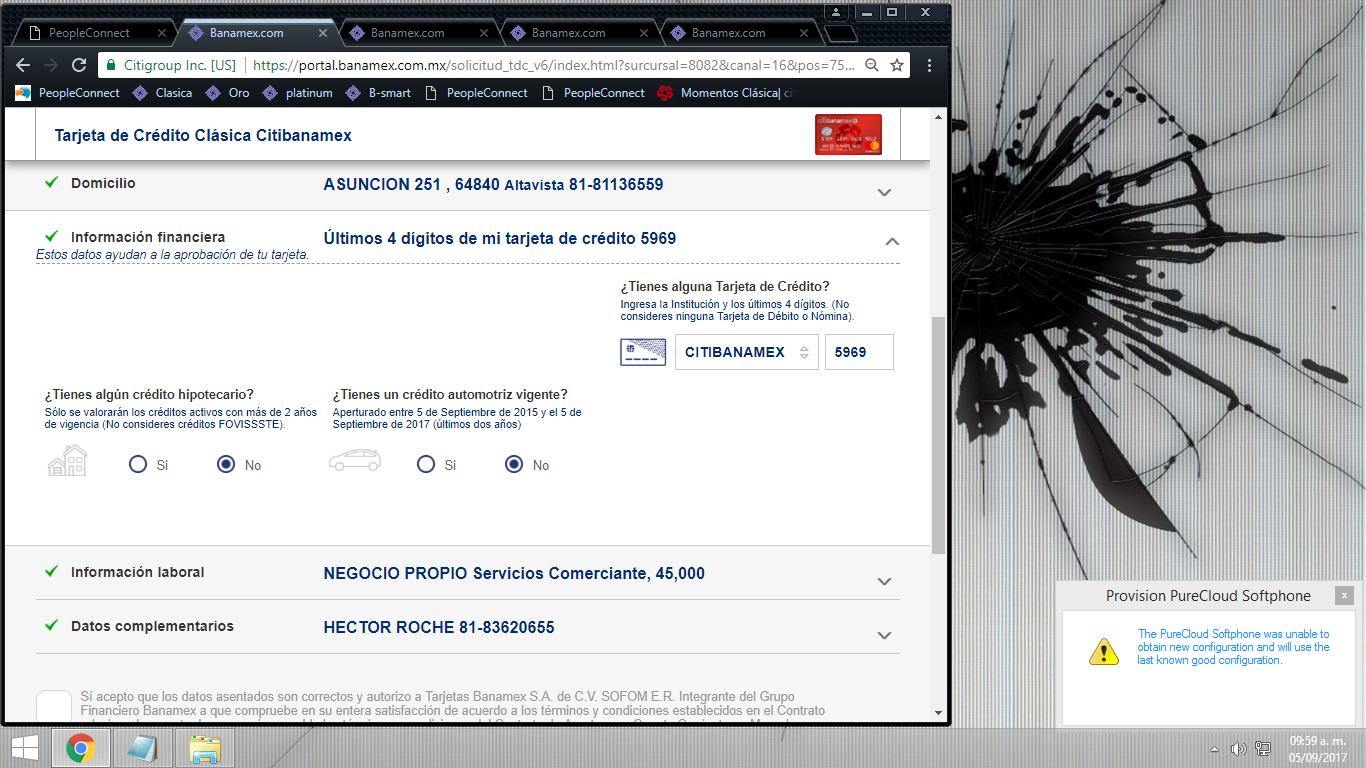 PeopleConnect
Banamex.com
Banamex.com
Banamex.com
Banamex.com
Citigroup Inc. [US]
https://portal.banamex.com.mx/solicitud_tdc_v6/index.html?surcursal=8082&canal=16&pos=75...
PeopleConnect
Clasica
Oro
platinum
B-smart
PeopleConnect
PeopleConnect
Momentos Clásica| ci
Tarjeta de Crédito Clásica Citibanamex
Domicilio
ASUNCION 251 , 64840 Altavista 81-81136559
Información financiera
Últimos 4 dígitos de mi tarjeta de crédito 5969
Estos datos ayudan a la aprobación de tu tarjeta.
¿Tienes alguna Tarjeta de Crédito?
Ingresa la Institución y los últimos 4 dígitos. (No
consideres ninguna Tarjeta de Débito o Nómina).
CITIBANAMEX
5969
¿Tienes algún crédito hipotecario?
Sólo se valorarán los créditos activos con más de 2 años
de vigencia (No consideres créditos FOVISSSTE).
Si
No
¿Tienes un crédito automotriz vigente?
Aperturado entre 5 de Septiembre de 2015 y el 5 de
Septiembre de 2017 (últimos dos años)
Si
No
Información laboral
NEGOCIO PROPIO Servicios Comerciante, 45,000
Datos complementarios
HECTOR ROCHE 81-83620655
Sí acepto que los datos asentados son correctos y autorizo a Tarjetas Banamex S.A. de C.V. SOFOM E.R. Integrante del Grupo
Financiero Banamex a que compruebe en su entera satisfacción de acuerdo a los términos y condiciones establecidos en el Contrato
Provision PureCloud Softphone
The PureCloud Softphone was unable to
obtain new configuration and will use the
last known good configuration.
09:59 a. m.
05/09/2017